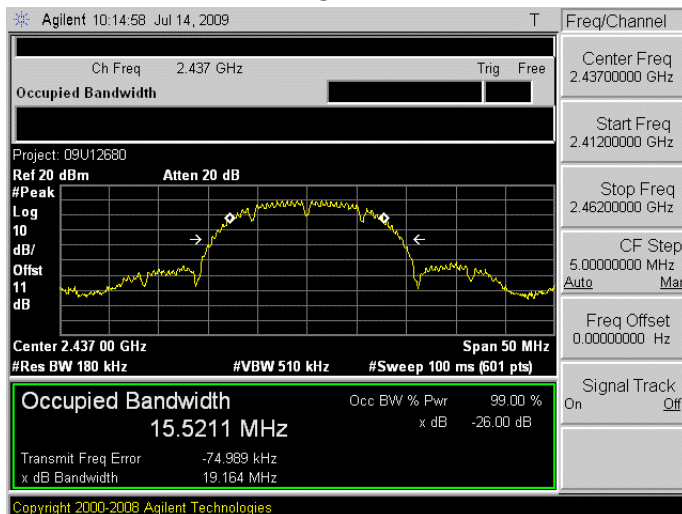 Agilent 10:14:58 Jul 14, 2009 T
Freq/Channel
Ch Freq 2.437 GHz Trig Free
Occupied Bandwidth
Center Freq
2.43700000 GHz
Start Freq
2.41200000 GHz
Project: 09U12680
Ref 20 dBm Atten 20 dB
#Peak
Log
10
dB/
Offst
11
dB
Stop Freq
2.46200000 GHz
CF Step
5.00000000 MHz
Auto Man
Center 2.437 00 GHz Span 50 MHz
#Res BW 180 kHz #VBW 510 kHz #Sweep 100 ms (601 pts)
Freq Offset
0.00000000 Hz
Occupied Bandwidth
15.5211 MHz
Occ BW % Pwr 99.00 %
x dB -26.00 dB
Transmit Freq Error -74.989 kHz
x dB Bandwidth 19.164 MHz
Signal Track
On Off
Copyright 2000-2008 Agilent Technologies